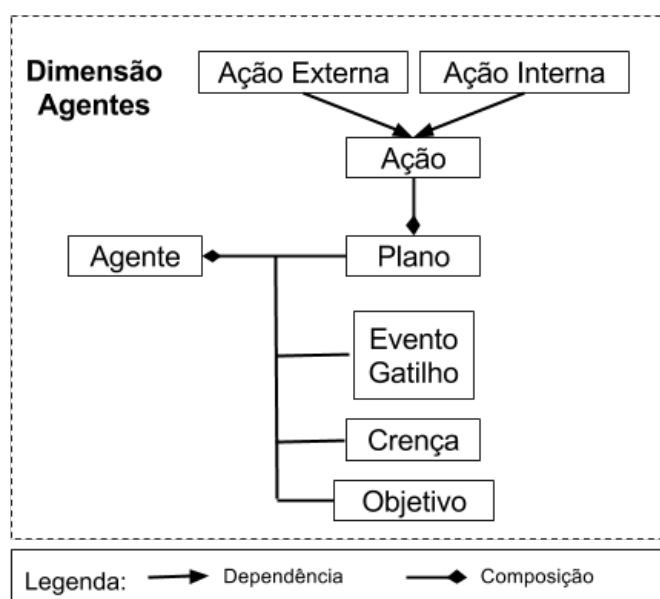 Dimensão
Agentes
Ação Externa
Ação Interna
Ação
Agente
Plano
Evento
Gatilho
Crença
Objetivo
Legenda:
Dependência
Composição